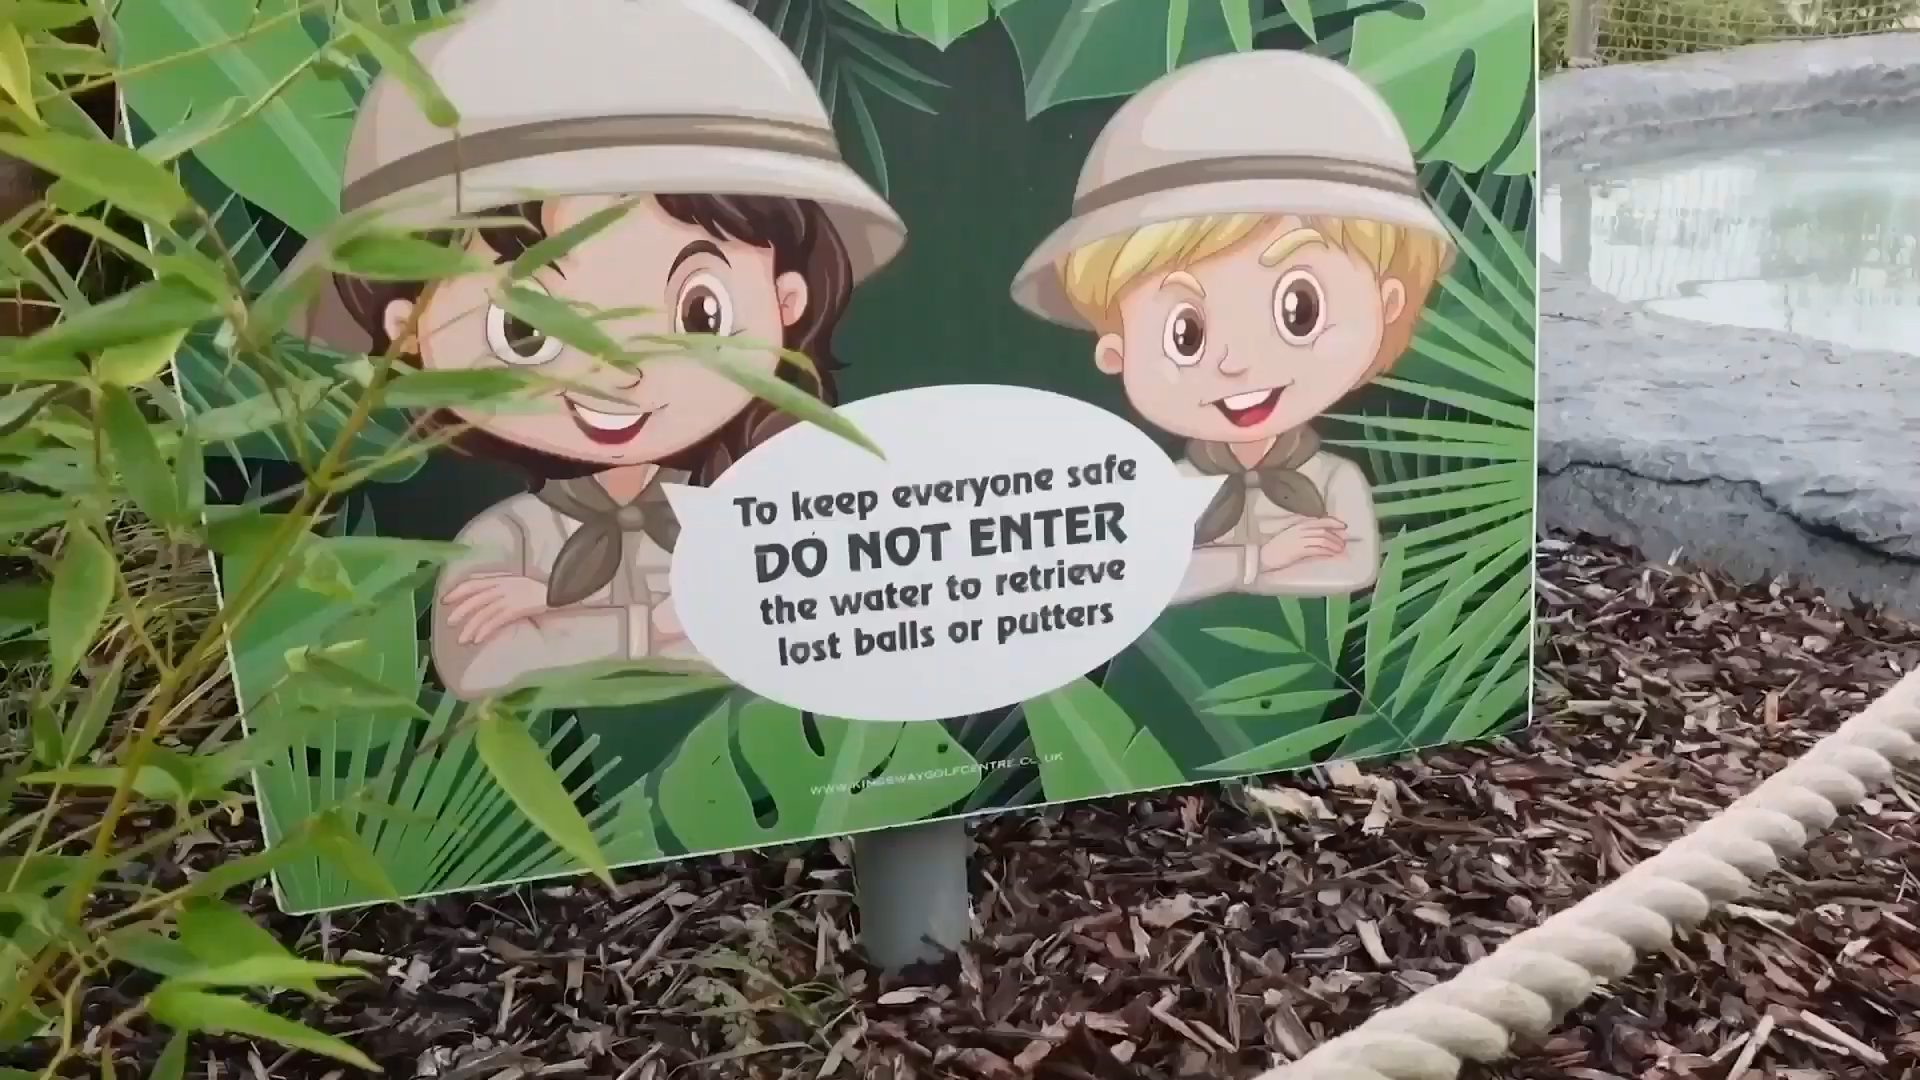 To keep everyone safe
DO NOT ENTER
the water to retrieve
lost balls or putters
WWW.KINGSWAYGOLFCENTRE.CO.UK